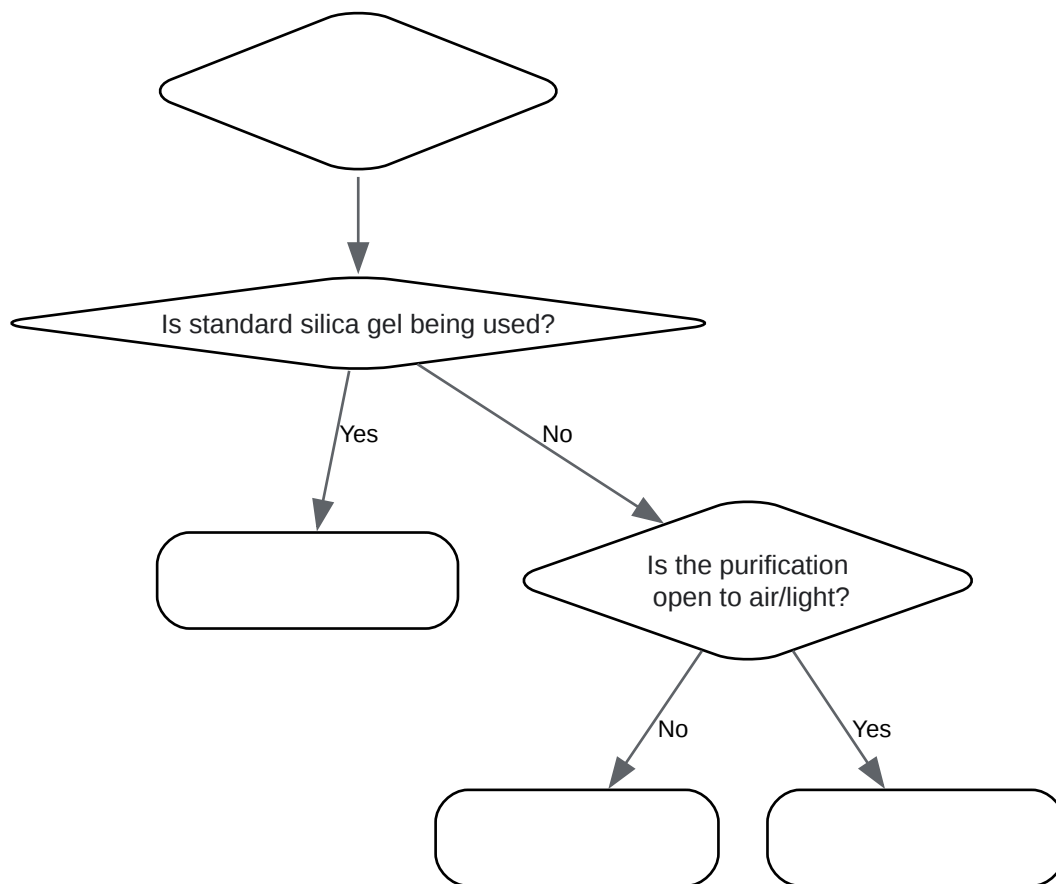 Is standard silica gel being used?
Yes
No
Is the purification
open to air/light?
No
Yes